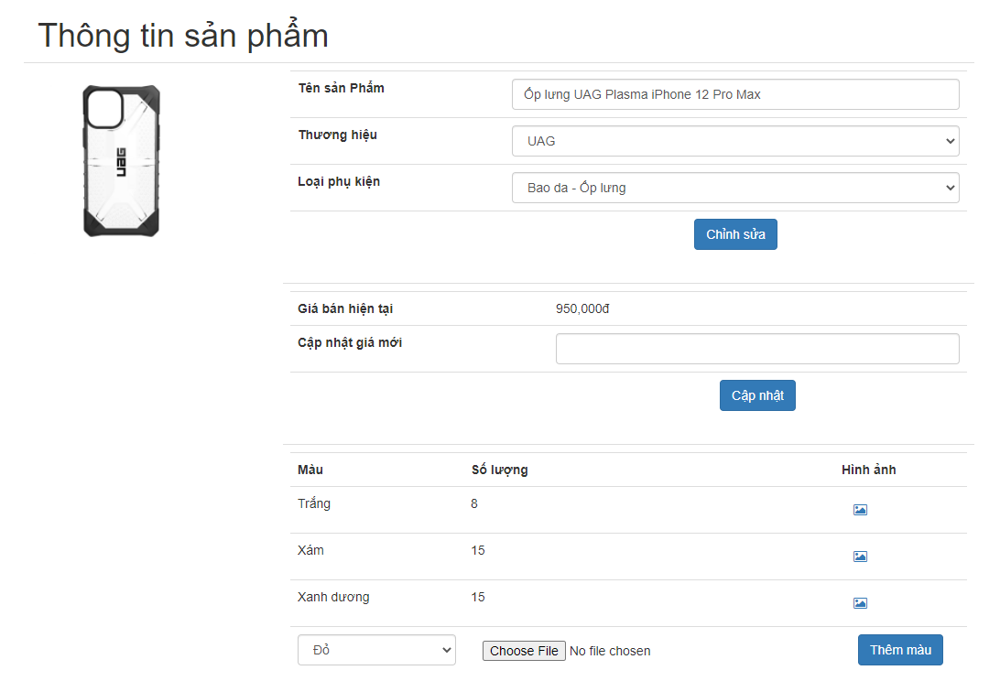 Thông tin sản phẩm
UAG
Tên sản Phẩm
Ốp lưng UAG Plasma iPhone 12 Pro Max
Thương hiệu
UAG
Loại phụ kiện
Bao da - Ốp lưng
Chỉnh sửa
Giá bán hiện tại
950,000đ
Cập nhật giá mới
Cập nhật
Màu Số lượng Hình ảnh
Trắng 8
Xám 15
Xanh dương 15
Đỏ Choose File No file chosen Thêm màu